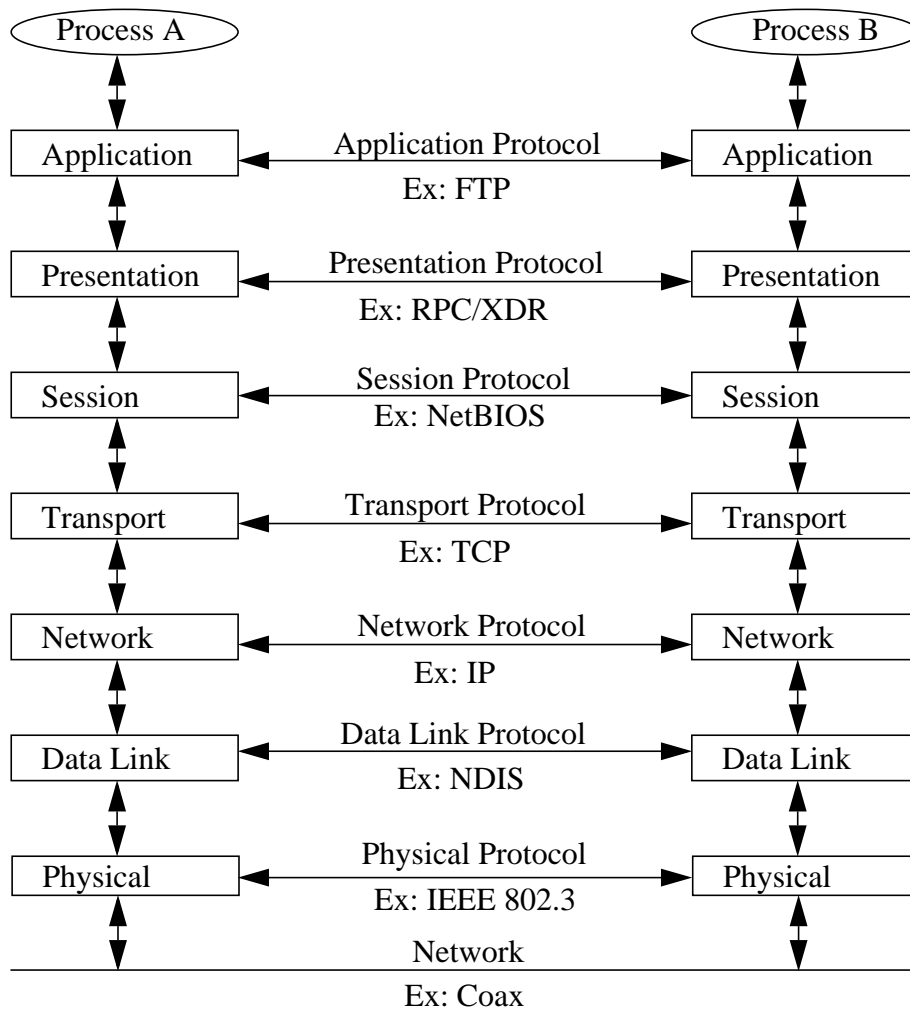 Process A
Process B
Application
Application Protocol
Application
Ex: FTP
Presentation
Presentation Protocol
Presentation
Ex: RPC/XDR
Session
Session Protocol
Session
Ex: NetBIOS
Transport
Transport Protocol
Transport
Ex: TCP
Network
Network Protocol
Network
Ex: IP
Data Link
Data Link Protocol
Data Link
Ex: NDIS
Physical
Physical Protocol
Physical
Ex: IEEE 802.3
Network
Ex: Coax